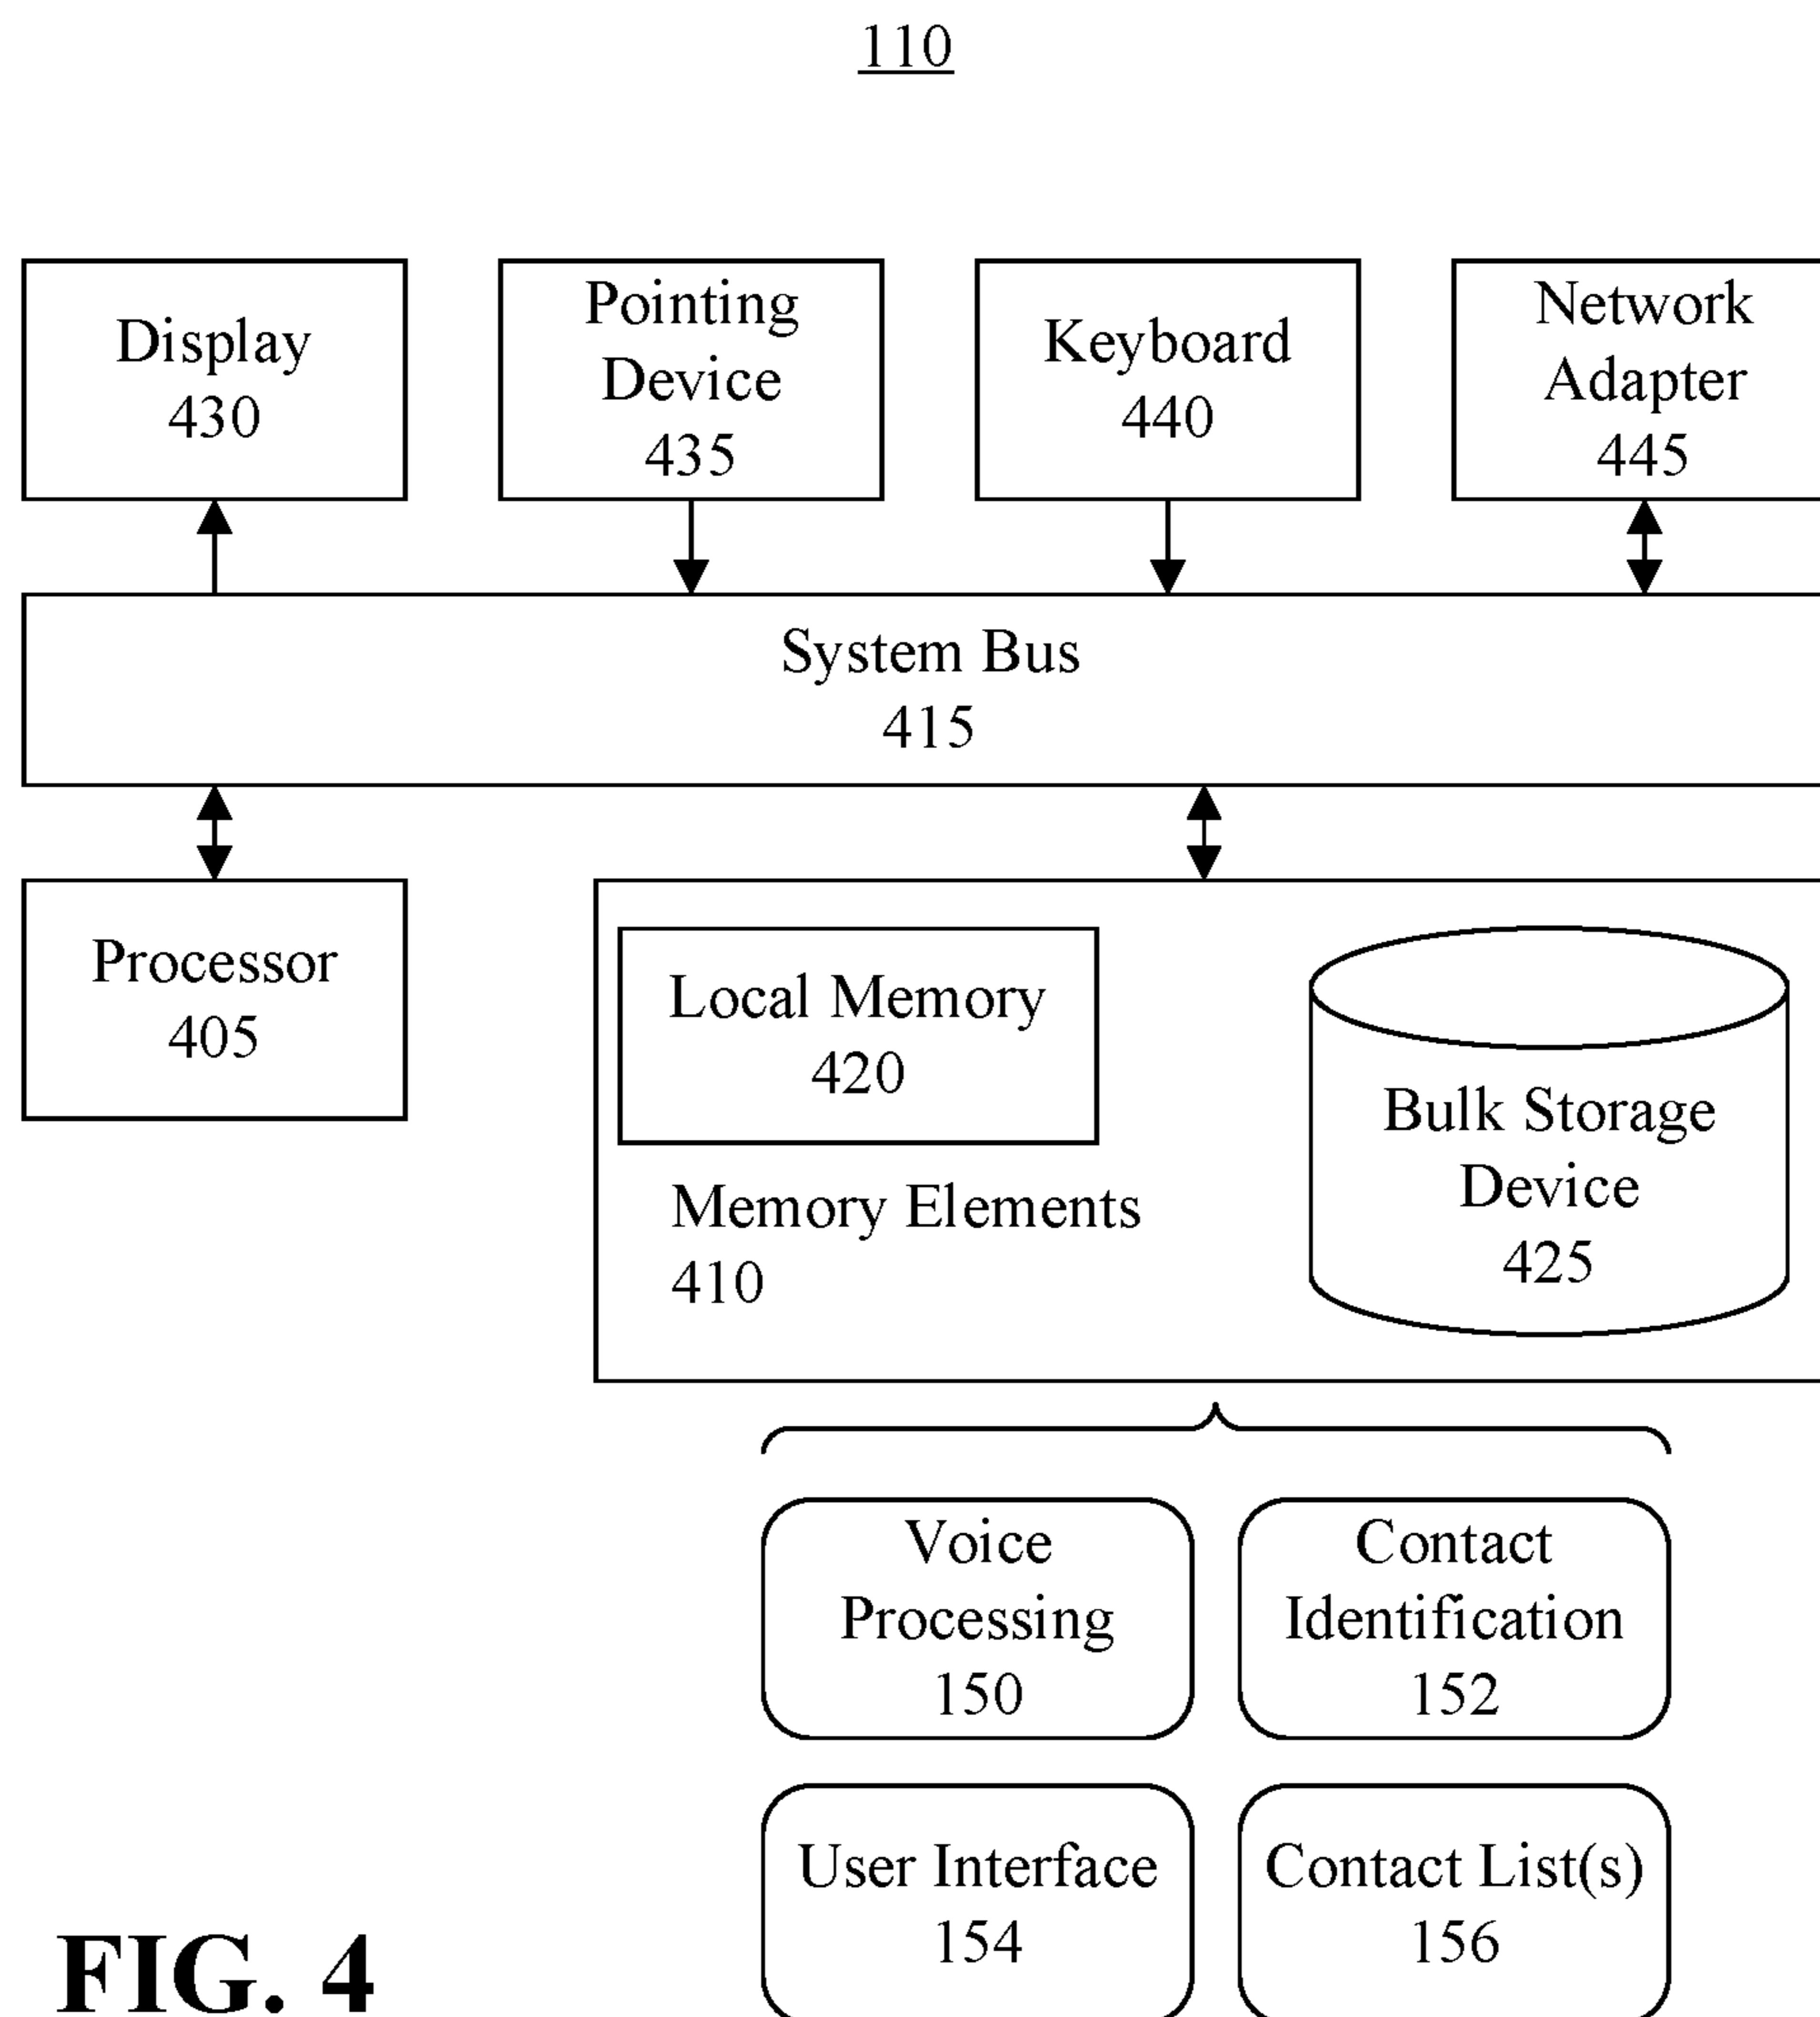 110
Display
430
Pointing
Device
435
Keyboard
440
Network
Adapter
445
System Bus
415
Processor
405
Local Memory
420
Memory Elements
410
Bulk Storage
Device
425
Voice
Processing
150
Contact
Identification
152
User Interface
154
Contact List(s)
156
FIG. 4